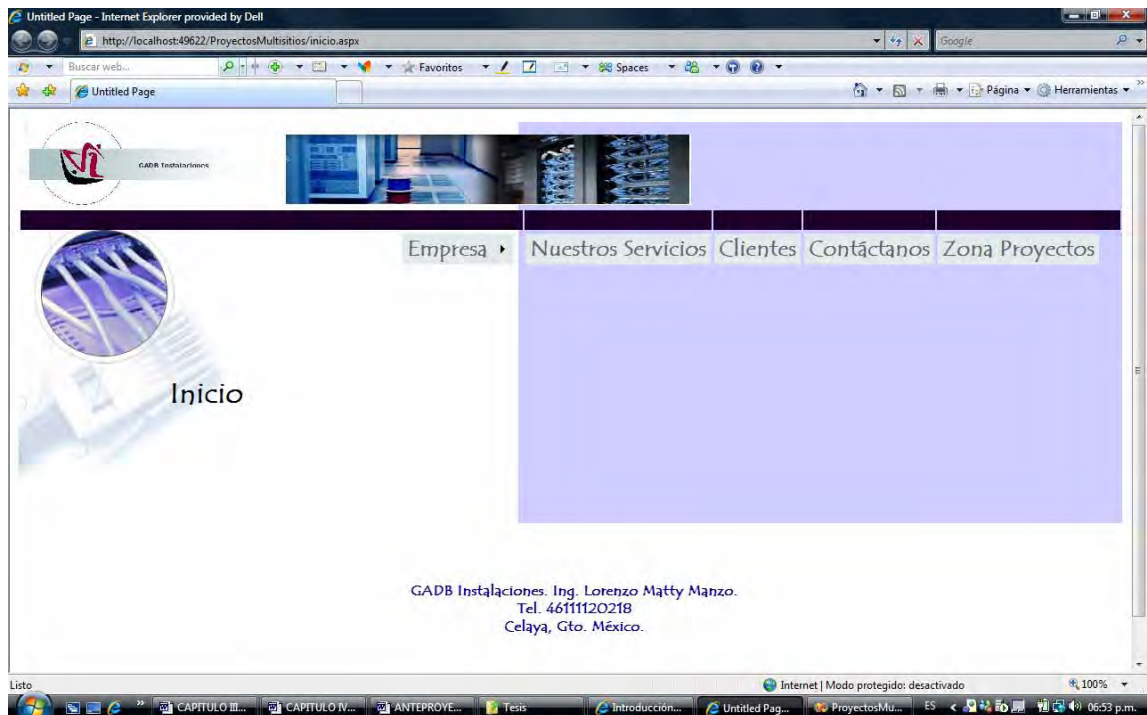 Untitled Page - Internet Explorer provided by Dell
http://localhost:49622/ProyectosMultisitios/inicio.aspx
Google
Buscar web...
Favoritos
Spaces
Untitled Page
Página
Herramientas
GADB Instalaciones
Empresa
Nuestros Servicios
Clientes
Contáctanos
Zona Proyectos
Inicio
GADB Instalaciones. Ing. Lorenzo Matty Manzo.
Tel. 46111120218
Celaya, Gto. México.
Listo
Internet | Modo protegido: desactivado
100%
CAPITULO III...
CAPITULO IV...
ANTEPROYE...
Tesis
Introducción...
Untitled Pag...
ProyectosMu...
ES
06:53 p.m.